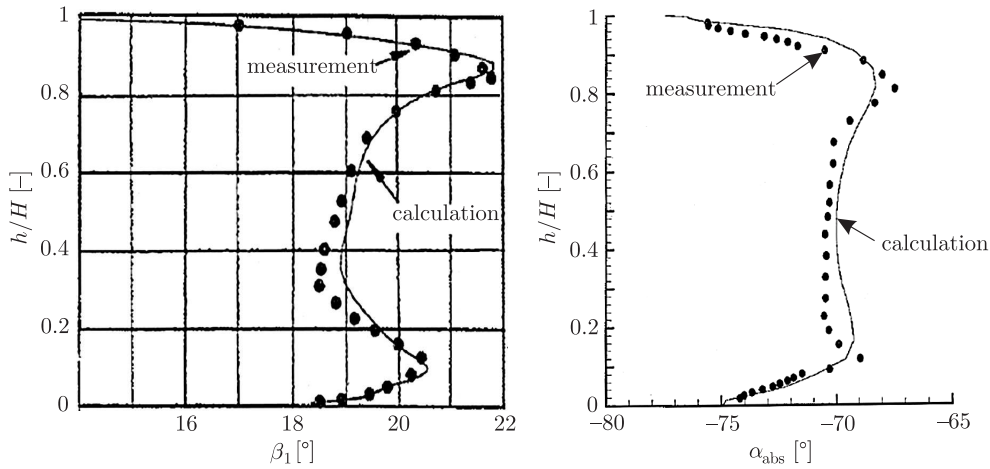 1
0.8
0.6
0.4
0.2
0
h/H [–]
measurement
calculation
16
18
20
22
β₁ [°]
1
0.8
0.6
0.4
0.2
0
h/H [–]
measurement
calculation
–80
–75
–70
–65
α_abs [°]